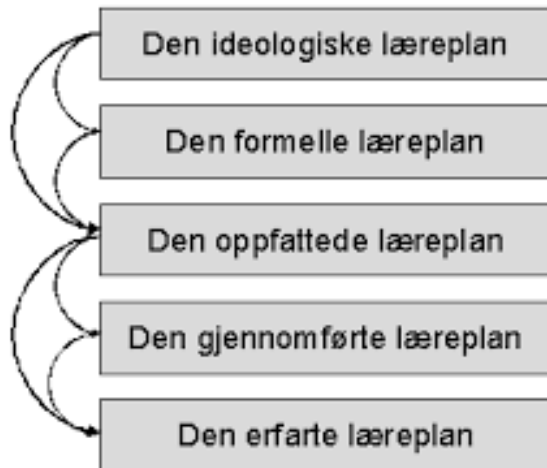 Den ideologiske læreplan
Den formelle læreplan
Den oppfattede læreplan
Den gjennomførte læreplan
Den erfarte læreplan